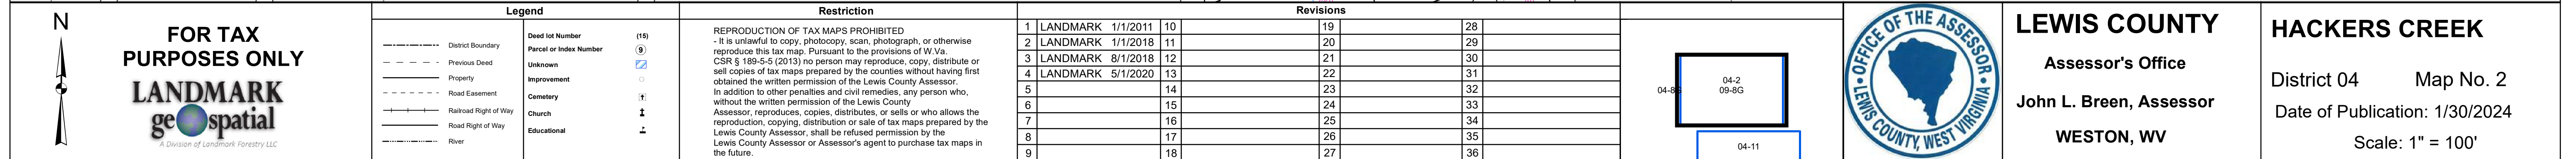 N
FOR TAX
PURPOSES ONLY
LANDMARK
geospatial
A Division of Landmark Forestry LLC
Legend
District Boundary
Previous Deed
Property
Road Easement
Railroad Right of Way
Road Right of Way
River
Deed lot Number (15)
Parcel or Index Number 9
Unknown
Improvement
Cemetery
Church
Educational
Restriction
REPRODUCTION OF TAX MAPS PROHIBITED
- It is unlawful to copy, photocopy, scan, photograph, or otherwise
reproduce this tax map. Pursuant to the provisions of W.Va.
CSR § 189-5-5 (2013) no person may reproduce, copy, distribute or
sell copies of tax maps prepared by the counties without having first
obtained the written permission of the Lewis County Assessor.
In addition to other penalties and civil remedies, any person who,
without the written permission of the Lewis County
Assessor, reproduces, copies, distributes, or sells or who allows the
reproduction, copying, distribution or sale of tax maps prepared by the
Lewis County Assessor, shall be refused permission by the
Lewis County Assessor or Assessor's agent to purchase tax maps in
the future.
Revisions
1 LANDMARK 1/1/2011 10 19 28
2 LANDMARK 1/1/2018 11 20 29
3 LANDMARK 8/1/2018 12 21 30
4 LANDMARK 5/1/2020 13 22 31
5 14 23 32
6 15 24 33
7 16 25 34
8 17 26 35
9 18 27 36
04-2
04-8 09-8G
04-11
OFFICE OF THE ASSESSOR
LEWIS COUNTY, WEST VIRGINIA
LEWIS COUNTY
Assessor's Office
John L. Breen, Assessor
WESTON, WV
HACKERS CREEK
District 04 Map No. 2
Date of Publication: 1/30/2024
Scale: 1" = 100'